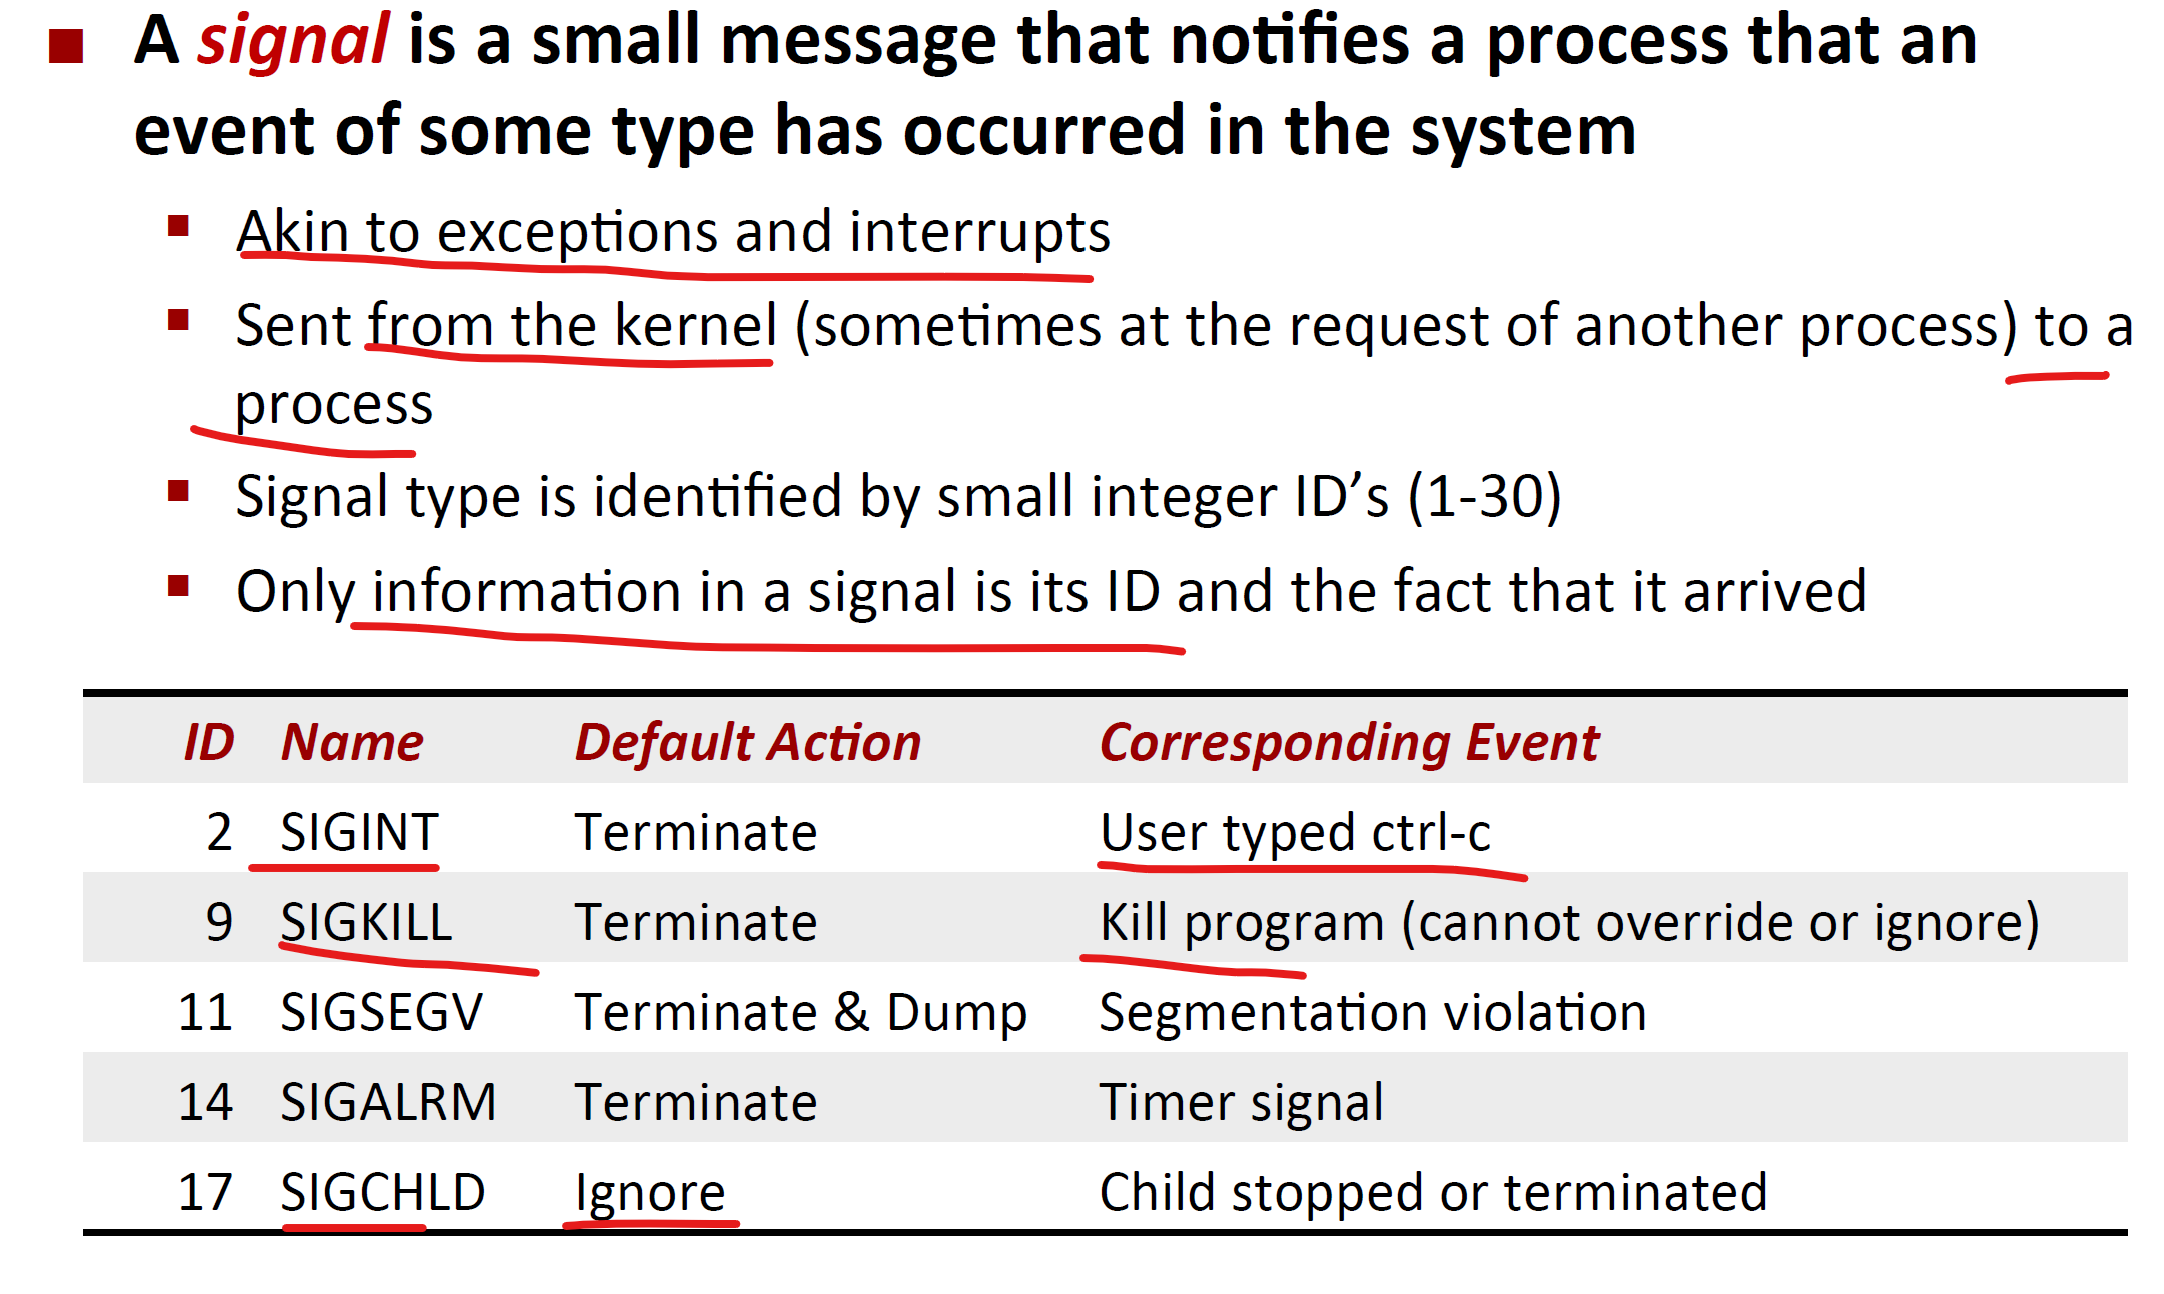 A signal is a small message that notifies a process that an
event of some type has occurred in the system
Akin to exceptions and interrupts
Sent from the kernel (sometimes at the request of another process) to a
process
Signal type is identified by small integer ID’s (1-30)
Only information in a signal is its ID and the fact that it arrived
ID Name Default Action Corresponding Event
2 SIGINT Terminate User typed ctrl-c
9 SIGKILL Terminate Kill program (cannot override or ignore)
11 SIGSEGV Terminate & Dump Segmentation violation
14 SIGALRM Terminate Timer signal
17 SIGCHLD Ignore Child stopped or terminated